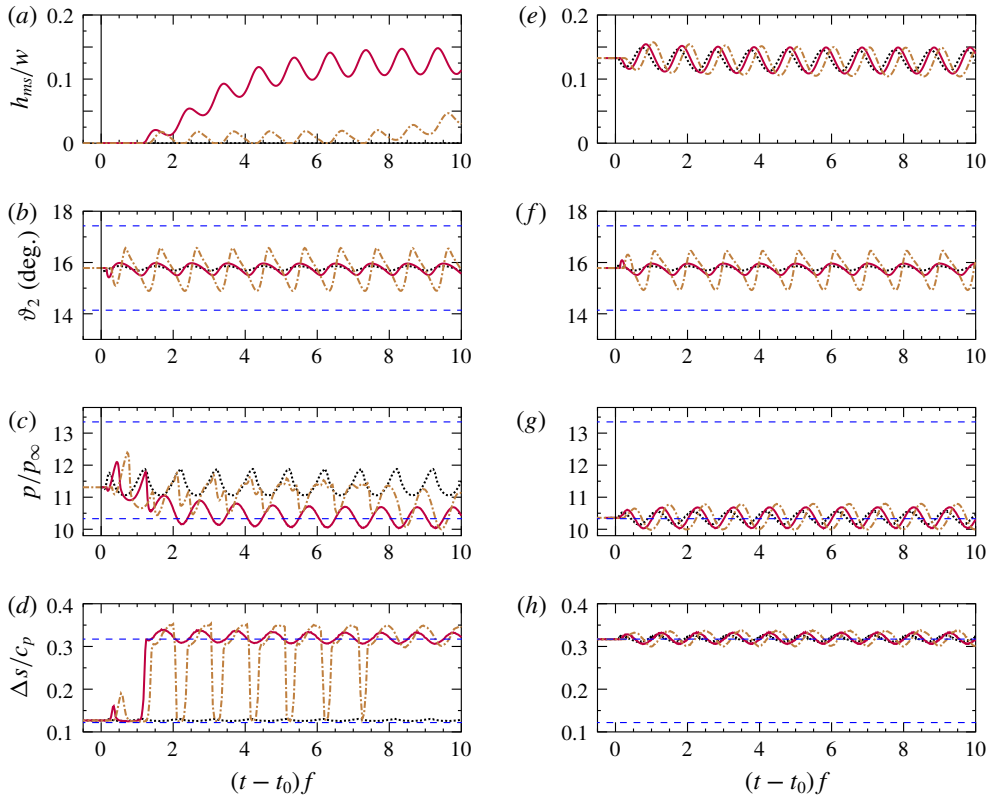 (a)
0.2
0.1
0
h_{ms}/w
0 2 4 6 8 10
(e)
0.2
0.1
0
0 2 4 6 8 10
(b)
18
16
14
ϑ_2 (deg.)
0 2 4 6 8 10
(f)
18
16
14
0 2 4 6 8 10
(c)
13
12
11
10
p/p_∞
0 2 4 6 8 10
(g)
13
12
11
10
0 2 4 6 8 10
(d)
0.4
0.3
0.2
0.1
Δs/c_p
0 2 4 6 8 10
(t − t_0)f
(h)
0.4
0.3
0.2
0.1
0 2 4 6 8 10
(t − t_0)f